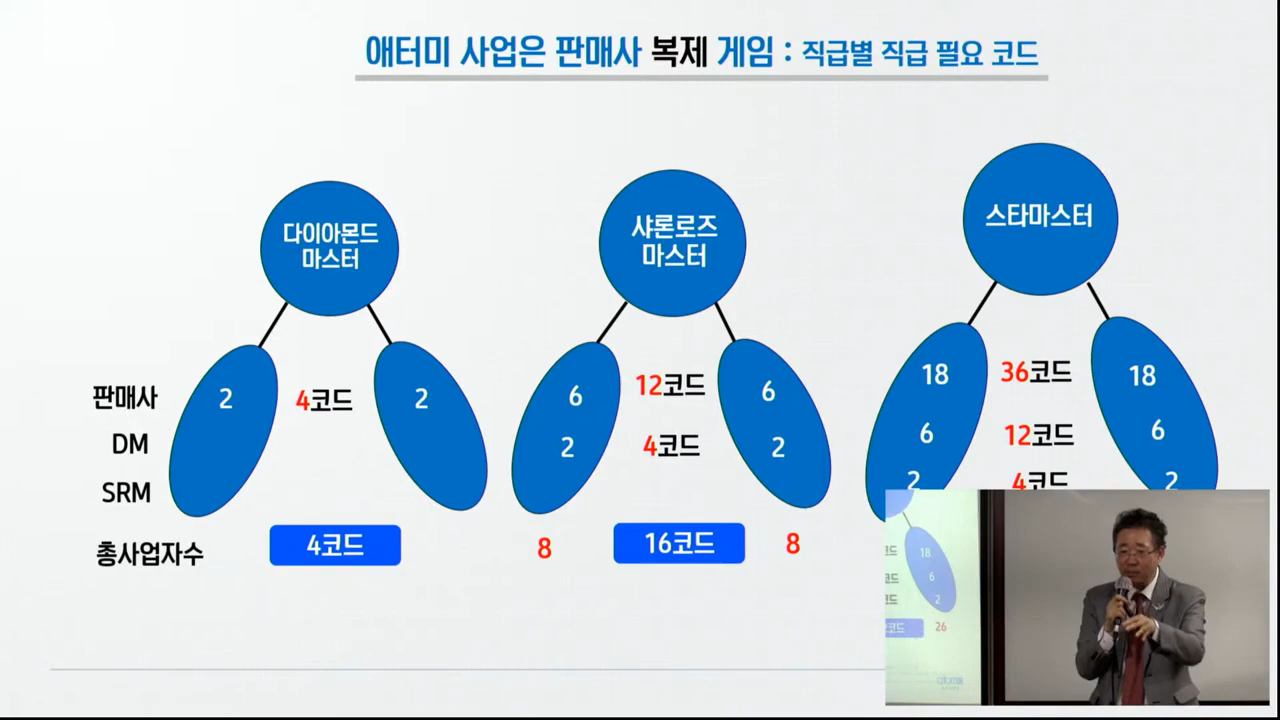 애터미 사업은 판매사 복제 게임 : 직급별 직급 필요 코드
다이아몬드
마스터
샤론로즈
마스터
스타마스터
판매사
2
4코드
2
6
12코드
6
18
36코드
18
DM
2
4코드
2
6
12코드
6
SRM
2
4코드
2
총사업자수
4코드
8
16코드
8
18
6
2
코드
26